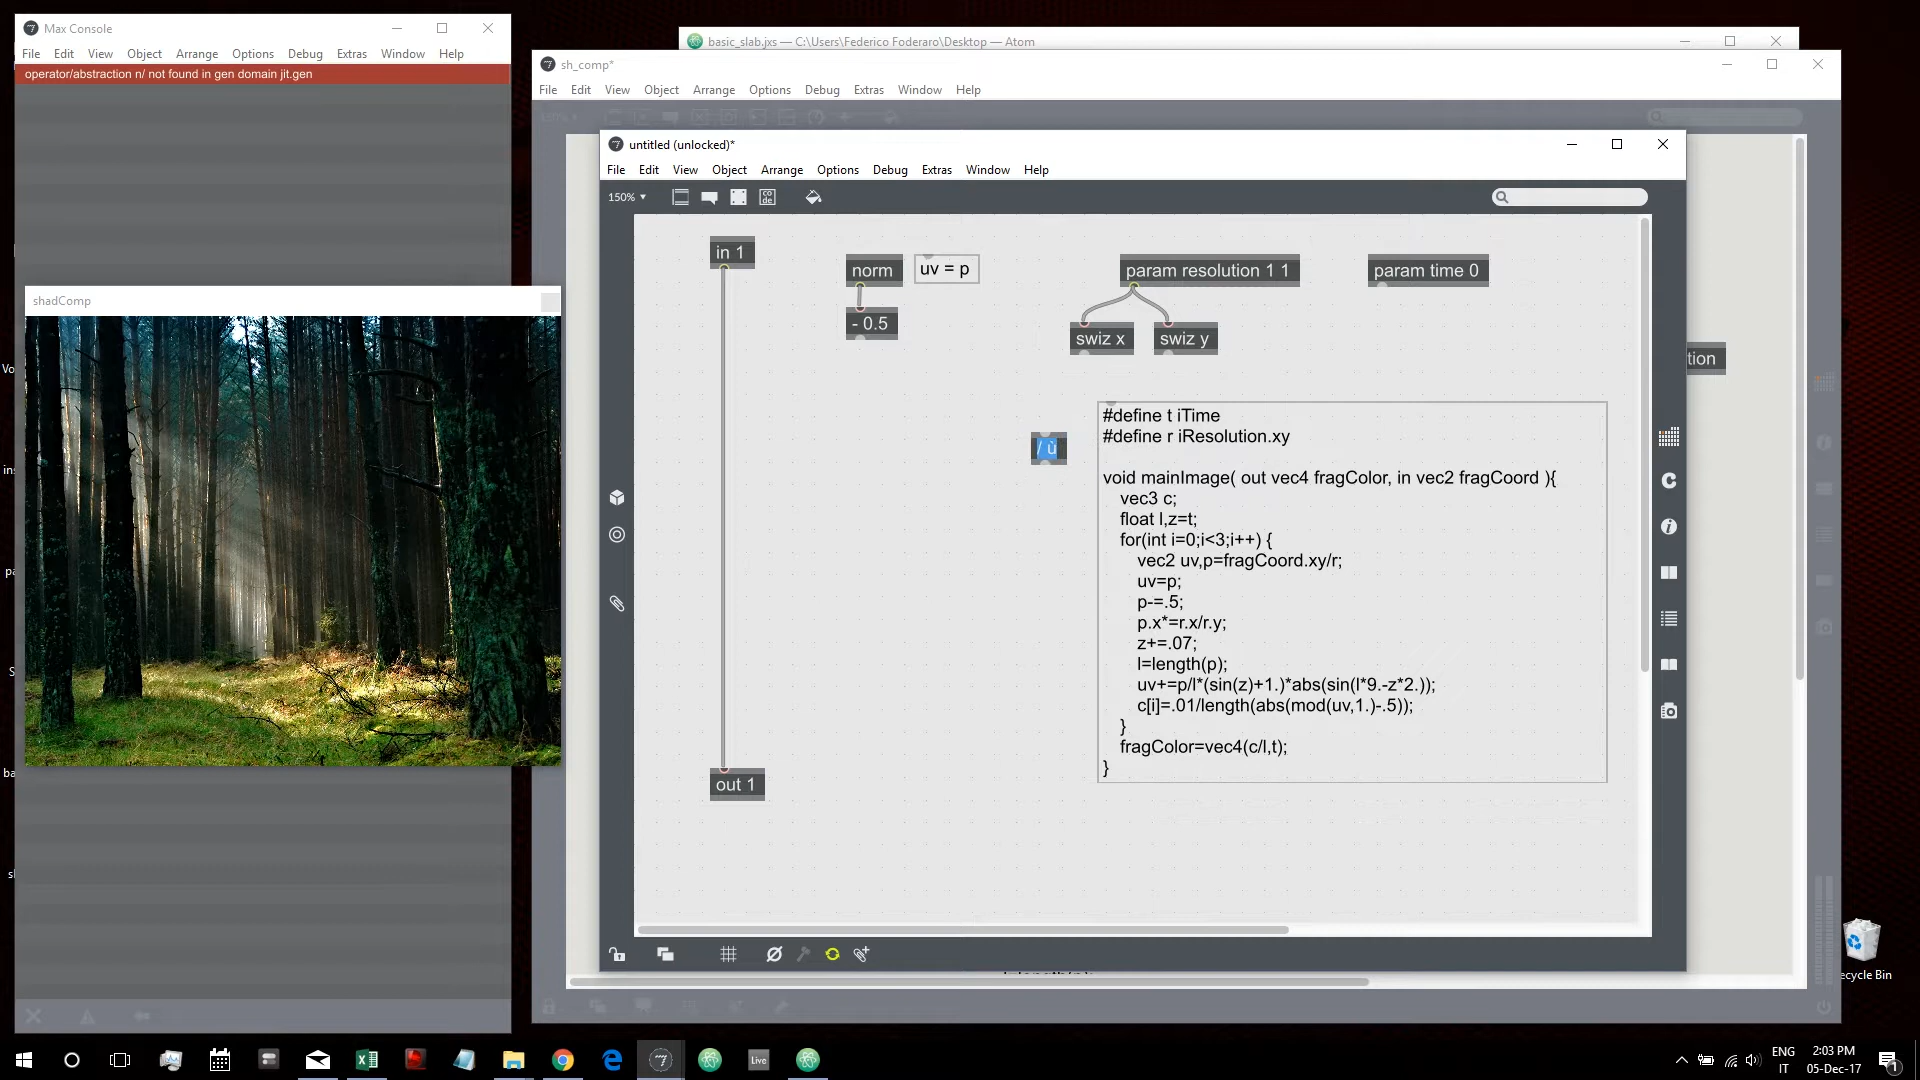 Max Console
File Edit View Object Arrange Options Debug Extras Window Help
operator/abstraction n/ not found in gen domain jit.gen
basic_slab.jxs — C:\Users\Federico Foderaro\Desktop — Atom
sh_comp*
File Edit View Object Arrange Options Debug Extras Window Help
untitled (unlocked)*
File Edit View Object Arrange Options Debug Extras Window Help
150%
in 1
norm
uv = p
param resolution 1 1
param time 0
- 0.5
swiz x
swiz y
tion
shadComp
/ ù
#define t iTime
#define r iResolution.xy
void mainImage( out vec4 fragColor, in vec2 fragCoord ){
vec3 c;
float l,z=t;
for(int i=0;i<3;i++) {
vec2 uv,p=fragCoord.xy/r;
uv=p;
p-=.5;
p.x*=r.x/r.y;
z+=.07;
l=length(p);
uv+=p/l*(sin(z)+1.)*abs(sin(l*9.-z*2.));
c[i]=.01/length(abs(mod(uv,1.)-.5));
}
fragColor=vec4(c/l,t);
}
out 1
ecycle Bin
Live
ENG
IT
2:03 PM
05-Dec-17
1